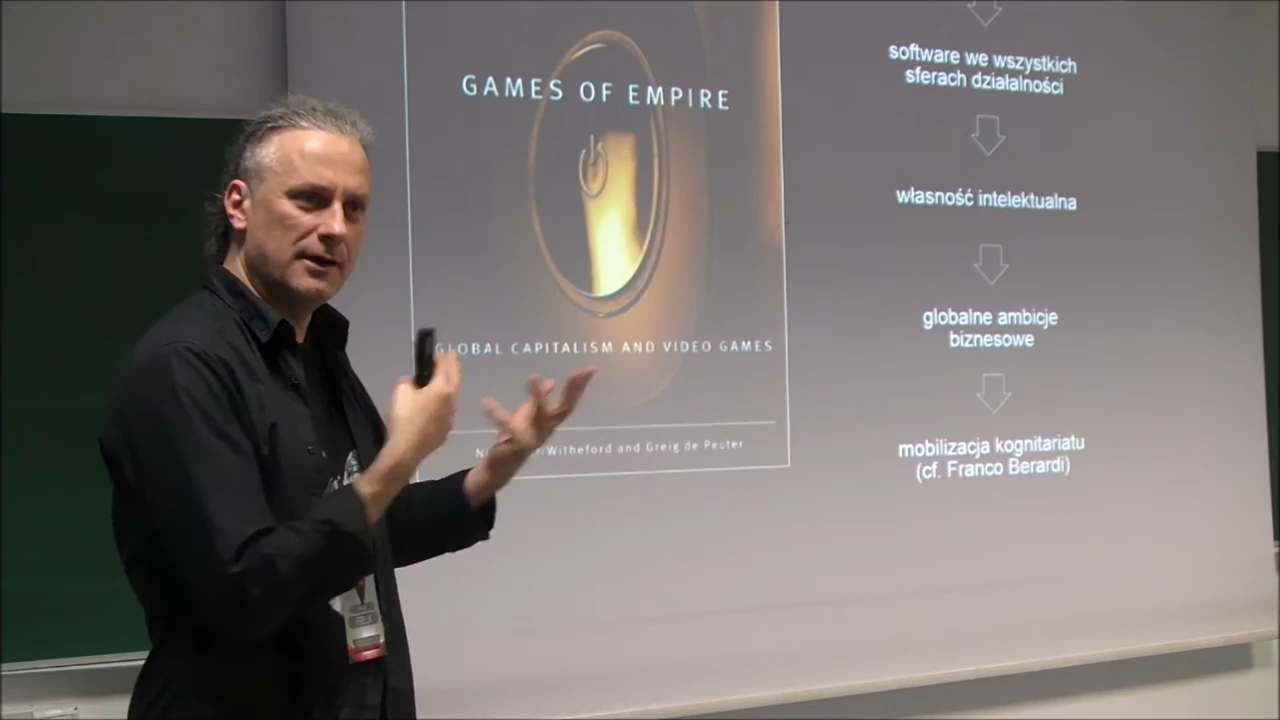 GAMES OF EMPIRE
GLOBAL CAPITALISM AND VIDEO GAMES
-Witheford and Greig de Peuter
software we wszystkich
sferach działalności
własność intelektualna
globalne ambicje
biznesowe
mobilizacja kognitariatu
(cf. Franco Berardi)